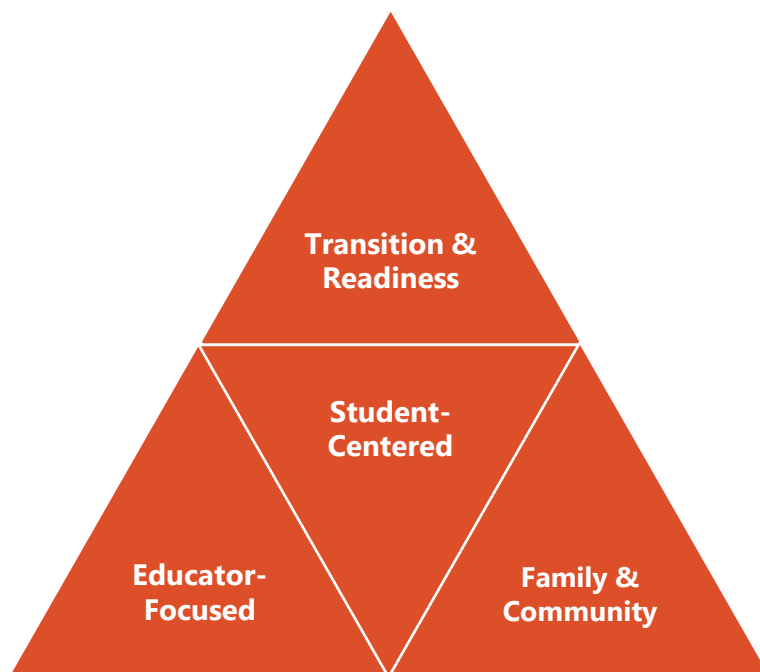 Transition &
Readiness
Student-
Centered
Educator-
Focused
Family &
Community